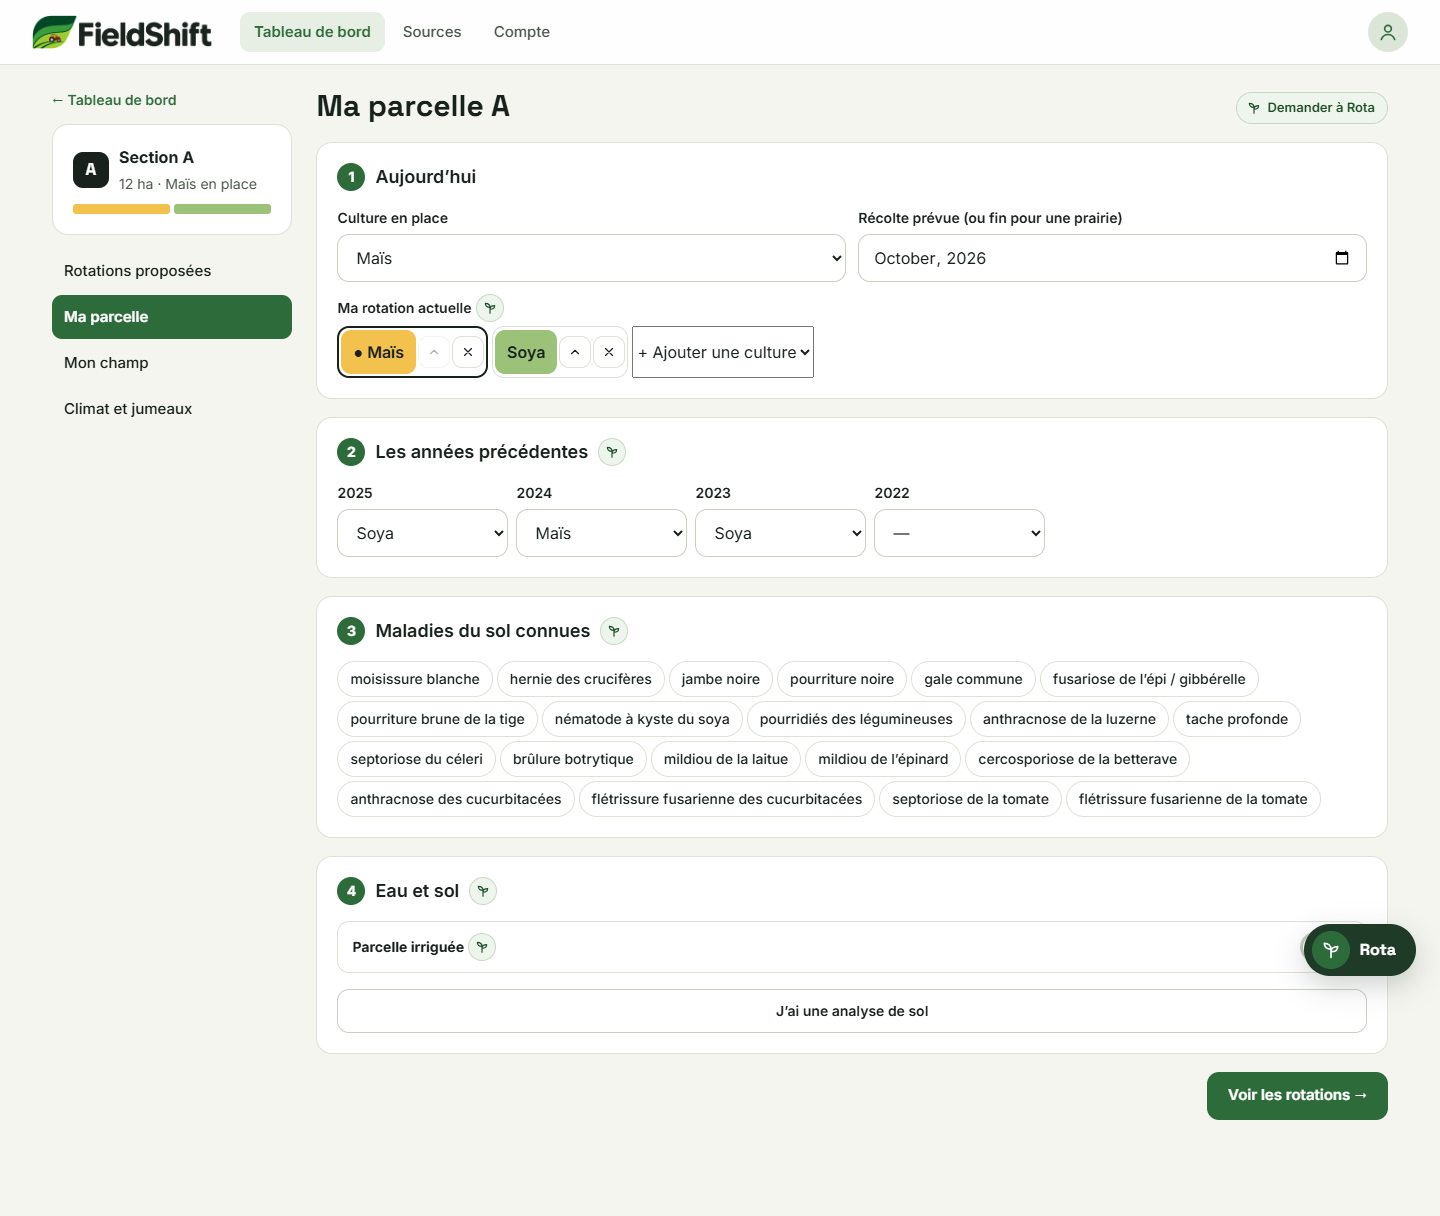 FieldShift
Tableau de bord
Sources
Compte
← Tableau de bord
A
Section A
12 ha · Maïs en place
Rotations proposées
Ma parcelle
Mon champ
Climat et jumeaux
Ma parcelle A
Demander à Rota
1 Aujourd’hui
Culture en place
Récolte prévue (ou fin pour une prairie)
Maïs
October, 2026
Ma rotation actuelle
● Maïs
Soya
+ Ajouter une culture
2 Les années précédentes
2025
2024
2023
2022
Soya
Maïs
Soya
—
3 Maladies du sol connues
moisissure blanche
hernie des crucifères
jambe noire
pourriture noire
gale commune
fusariose de l’épi / gibbérelle
pourriture brune de la tige
nématode à kyste du soya
pourridiés des légumineuses
anthracnose de la luzerne
tache profonde
septoriose du céleri
brûlure botrytique
mildiou de la laitue
mildiou de l’épinard
cercosporiose de la betterave
anthracnose des cucurbitacées
flétrissure fusarienne des cucurbitacées
septoriose de la tomate
flétrissure fusarienne de la tomate
4 Eau et sol
Parcelle irriguée
Rota
J’ai une analyse de sol
Voir les rotations →